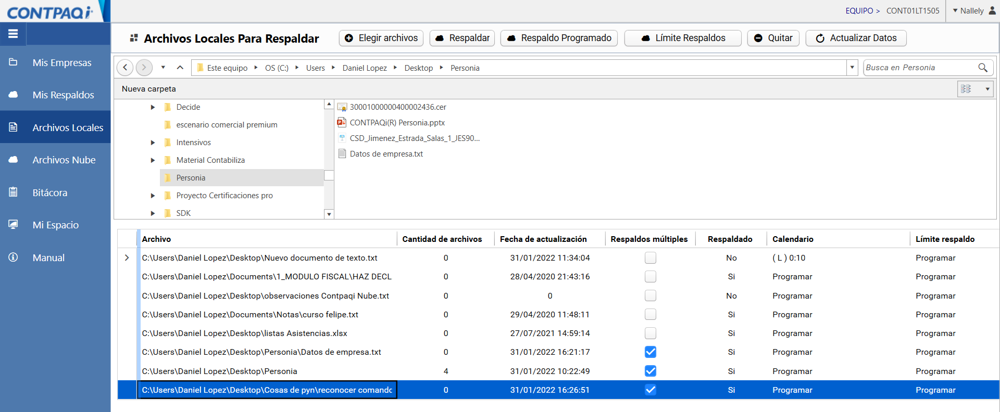 CONTPAQi
EQUIPO > CONT01LT1505 Nallely
Archivos Locales Para Respaldar
Elegir archivos
Respaldar
Respaldo Programado
Límite Respaldos
Quitar
Actualizar Datos
Mis Empresas
Mis Respaldos
Archivos Locales
Archivos Nube
Bitácora
Mi Espacio
Manual
Este equipo OS (C:) Users Daniel Lopez Desktop Personia
Busca en Personia
Nueva carpeta
Decide
escenario comercial premium
Intensivos
Material Contabiliza
Personia
Proyecto Certificaciones pro
SDK
30001000000400002436.cer
CONTPAQi(R) Personia.pptx
CSD_Jimenez_Estrada_Salas_1_JES90...
Datos de empresa.txt
Archivo Cantidad de archivos Fecha de actualización Respaldos múltiples Respaldado Calendario Límite respaldo
C:\Users\Daniel Lopez\Desktop\Nuevo documento de texto.txt 0 31/01/2022 11:34:04 No ( L ) 0:10 Programar
C:\Users\Daniel Lopez\Documents\1_MODULO FISCAL\HAZ DECL 0 28/04/2020 21:43:16 Si Programar Programar
C:\Users\Daniel Lopez\Desktop\observaciones Contpaqi Nube.txt 0 0 No Programar Programar
C:\Users\Daniel Lopez\Documents\Notas\curso felipe.txt 0 29/04/2020 11:48:11 Si Programar Programar
C:\Users\Daniel Lopez\Desktop\listas Asistencias.xlsx 0 27/07/2021 14:59:14 Si Programar Programar
C:\Users\Daniel Lopez\Desktop\Personia\Datos de empresa.txt 0 31/01/2022 16:21:17 Si Programar Programar
C:\Users\Daniel Lopez\Desktop\Personia 4 31/01/2022 10:22:49 Si Programar Programar
C:\Users\Daniel Lopez\Desktop\Cosas de pyn\reconocer comando 0 31/01/2022 16:26:51 Si Programar Programar